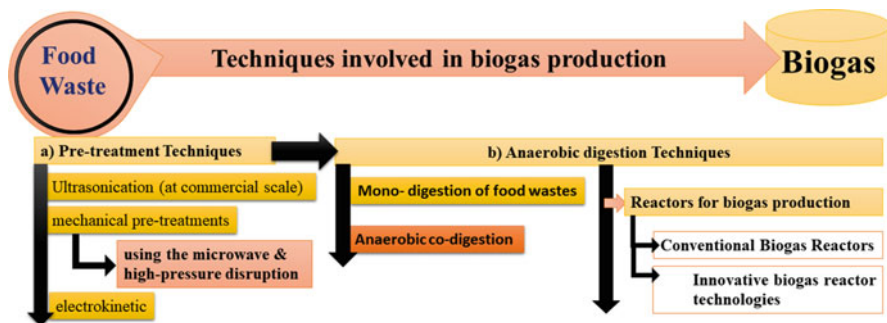 Food
Waste
Techniques involved in biogas production
Biogas
a) Pre-treatment Techniques
Ultrasonication (at commercial scale)
mechanical pre-treatments
using the microwave &
high-pressure disruption
electrokinetic
b) Anaerobic digestion Techniques
Mono- digestion of food wastes
Anaerobic co-digestion
Reactors for biogas production
Conventional Biogas Reactors
Innovative biogas reactor
technologies